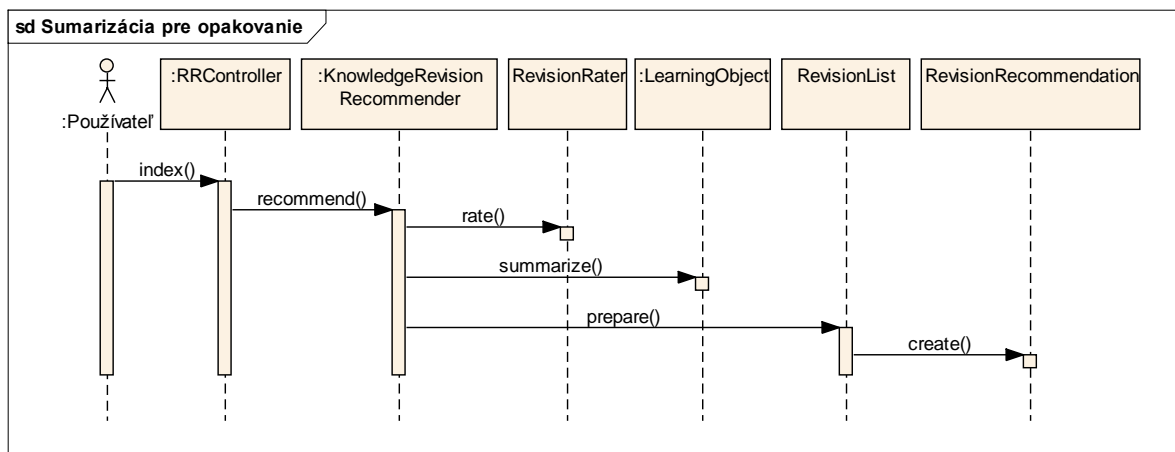 sd Sumarizácia pre opakovanie
:Používateľ
:RRController
:KnowledgeRevision
Recommender
RevisionRater
:LearningObject
RevisionList
RevisionRecommendation
index()
recommend()
rate()
summarize()
prepare()
create()